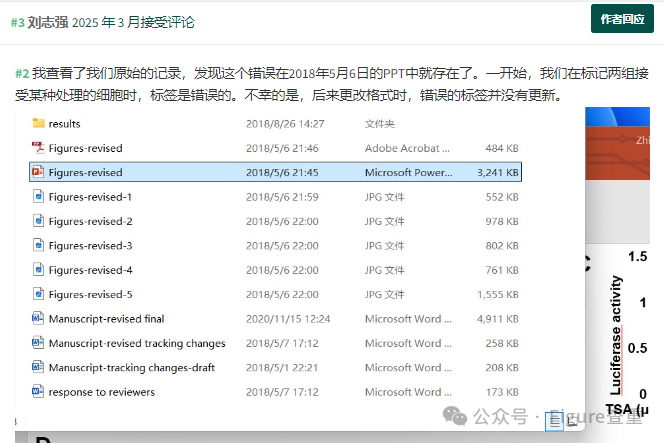 #3 刘志强 2025 年 3 月接受评论
作者回应
#2 我查看了我们原始的记录，发现这个错误在2018年5月6日的PPT中就存在了。一开始，我们在标记两组接
受某种处理的细胞时，标签是错误的。不幸的是，后来更改格式时，错误的标签并没有更新。
results 2018/8/26 14:27 文件夹
Figures-revised 2018/5/6 21:46 Adobe Acrobat ... 484 KB
Figures-revised 2018/5/6 21:45 Microsoft Power... 3,241 KB
Figures-revised-1 2018/5/6 21:59 JPG 文件 552 KB
Figures-revised-2 2018/5/6 22:00 JPG 文件 978 KB
Figures-revised-3 2018/5/6 22:00 JPG 文件 802 KB
Figures-revised-4 2018/5/6 22:00 JPG 文件 761 KB
Figures-revised-5 2018/5/6 22:00 JPG 文件 1,555 KB
Manuscript-revised final 2020/11/15 12:24 Microsoft Word ... 4,911 KB
Manuscript-revised tracking changes 2018/5/7 17:12 Microsoft Word ... 258 KB
Manuscript-tracking changes-draft 2018/5/1 22:21 Microsoft Word ... 208 KB
response to reviewers 2018/5/7 17:12 Microsoft Word ... 173 KB
Zhi
C
1.5
1
0.5
0
Luciferase activity
TSA (μ
公众号 · Figure查重
D